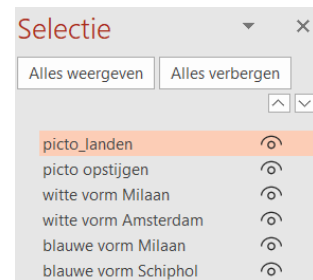 Selectie
Alles weergeven Alles verbergen
picto_landen
picto opstijgen
witte vorm Milaan
witte vorm Amsterdam
blauwe vorm Milaan
blauwe vorm Schiphol